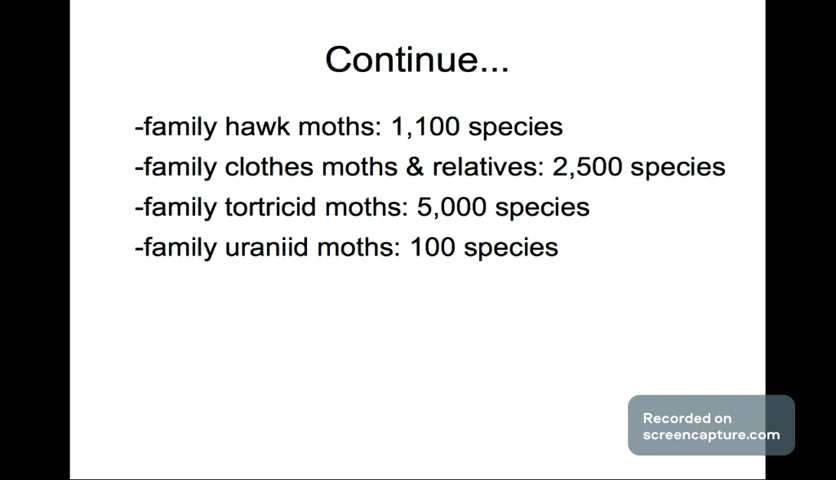 Continue...
-family hawk moths: 1,100 species
-family clothes moths & relatives: 2,500 species
-family tortricid moths: 5,000 species
-family uraniid moths: 100 species
Recorded on
screencapture.com